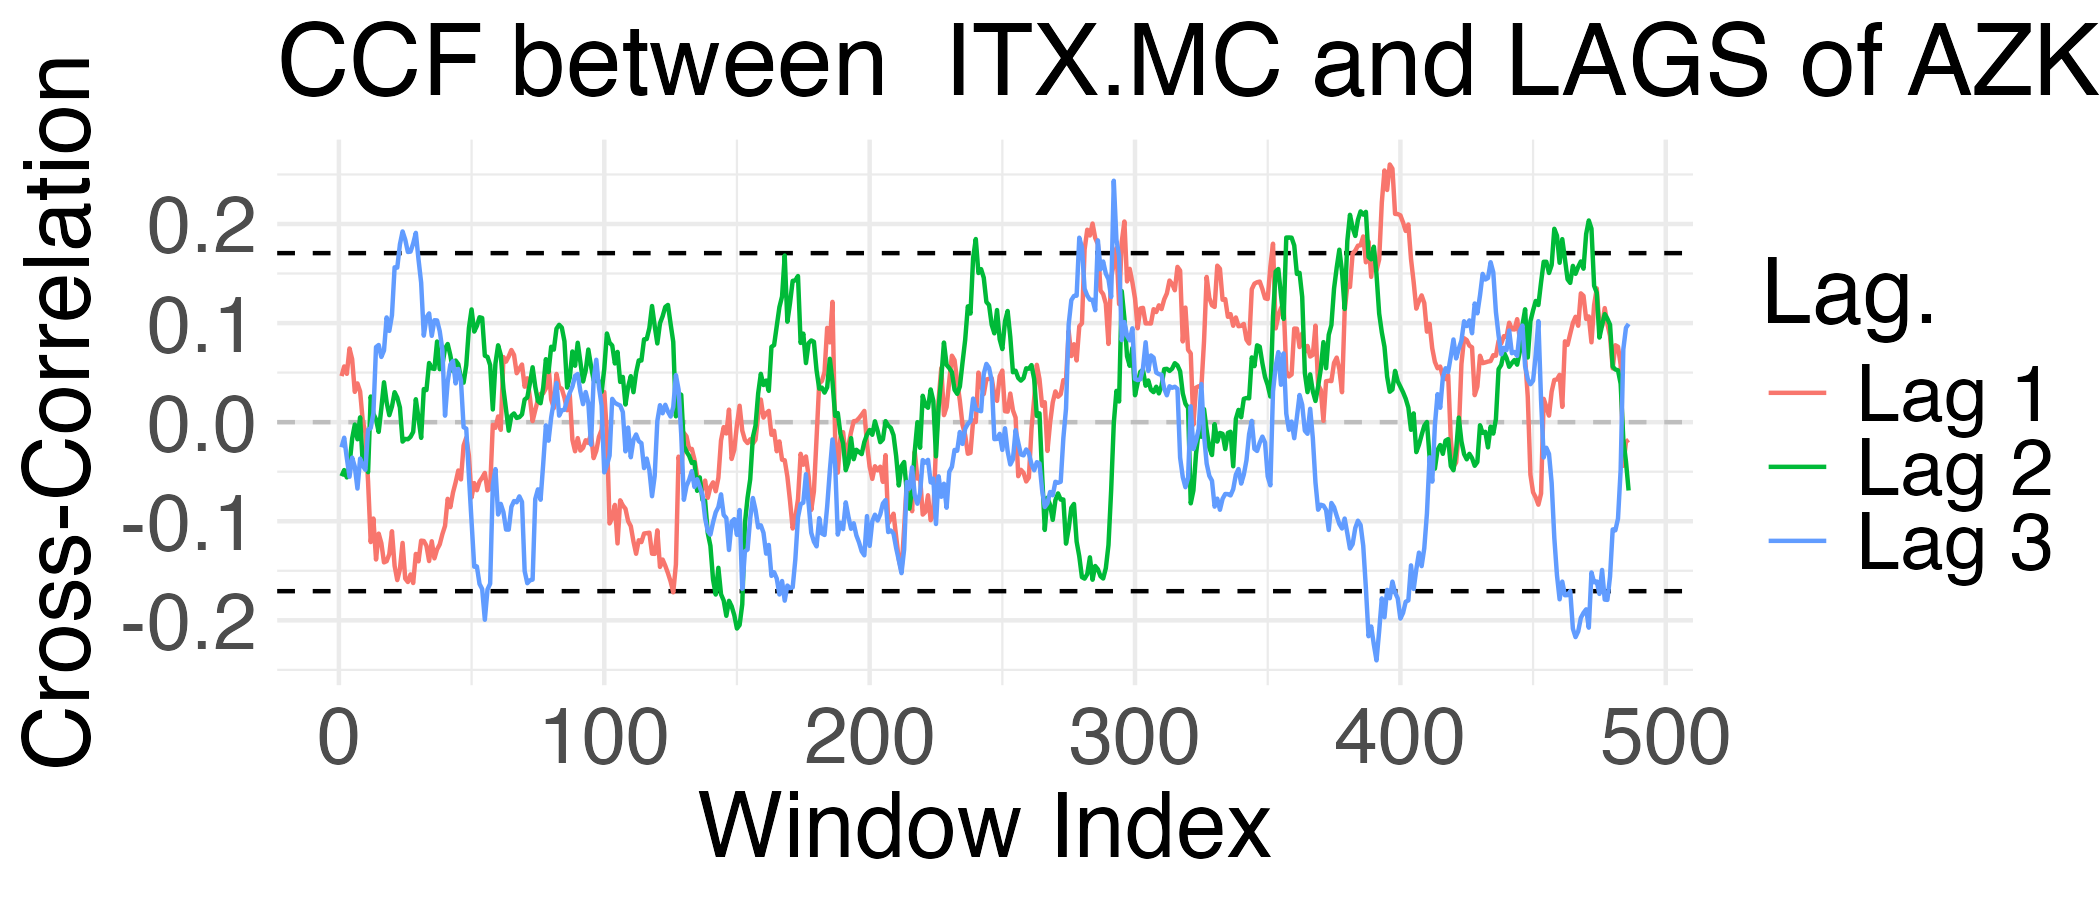 CCF between  ITX.MC and LAGS of AZK
Cross-Correlation
0.2
0.1
0.0
-0.1
-0.2
0 100 200 300 400 500
Window Index
Lag.
Lag 1
Lag 2
Lag 3